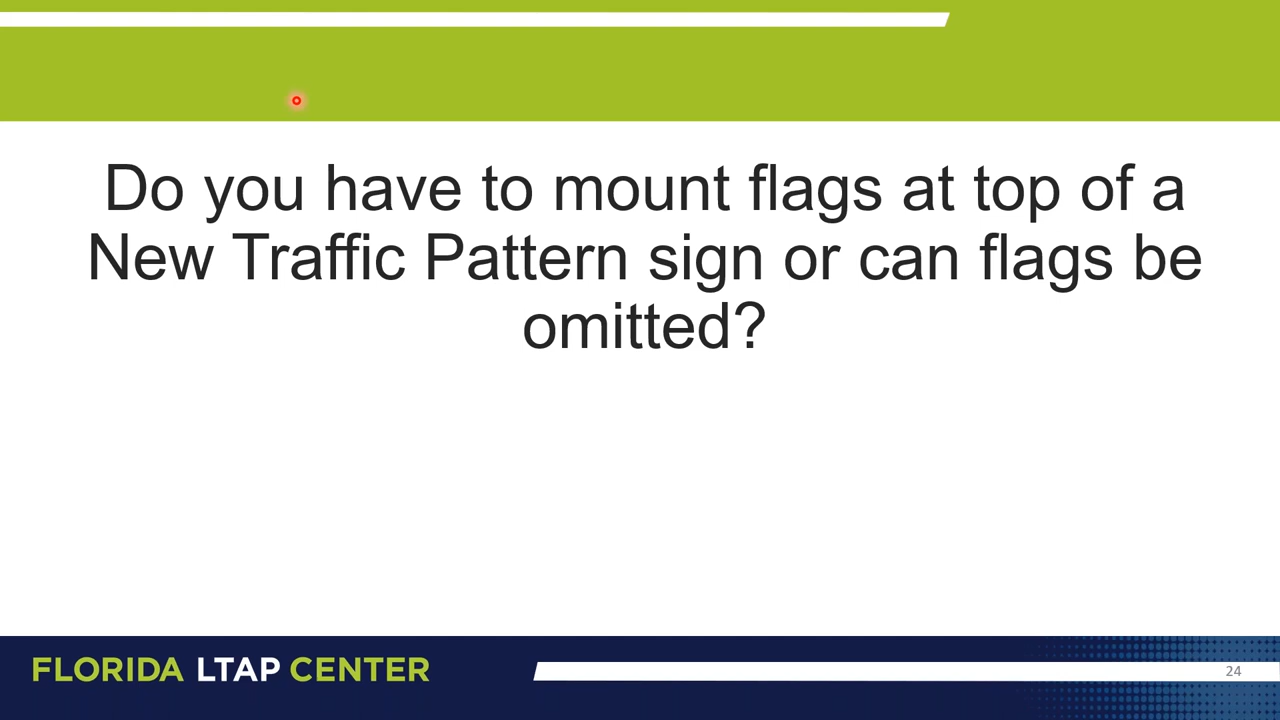 Do you have to mount flags at top of a
New Traffic Pattern sign or can flags be
omitted?
FLORIDA LTAP CENTER
24